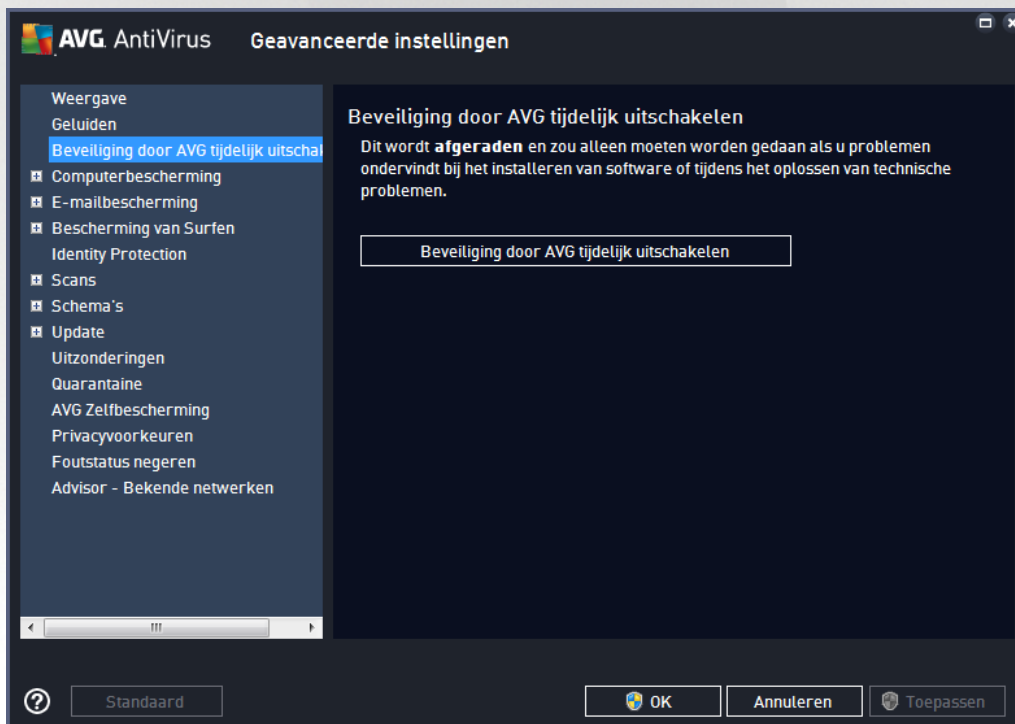 AVG. AntiVirus Geavanceerde instellingen
Weergave
Geluiden
Beveiliging door AVG tijdelijk uitschal
Computerbescherming
E-mailbescherming
Bescherming van Surfen
Identity Protection
Scans
Schema's
Update
Uitzonderingen
Quarantaine
AVG Zelfbescherming
Privacyvoorkeuren
Foutstatus negeren
Advisor - Bekende netwerken
Beveiliging door AVG tijdelijk uitschakelen
Dit wordt afgeraden en zou alleen moeten worden gedaan als u problemen
ondervindt bij het installeren van software of tijdens het oplossen van technische
problemen.
Beveiliging door AVG tijdelijk uitschakelen
Standaard
OK
Annuleren
Toepassen